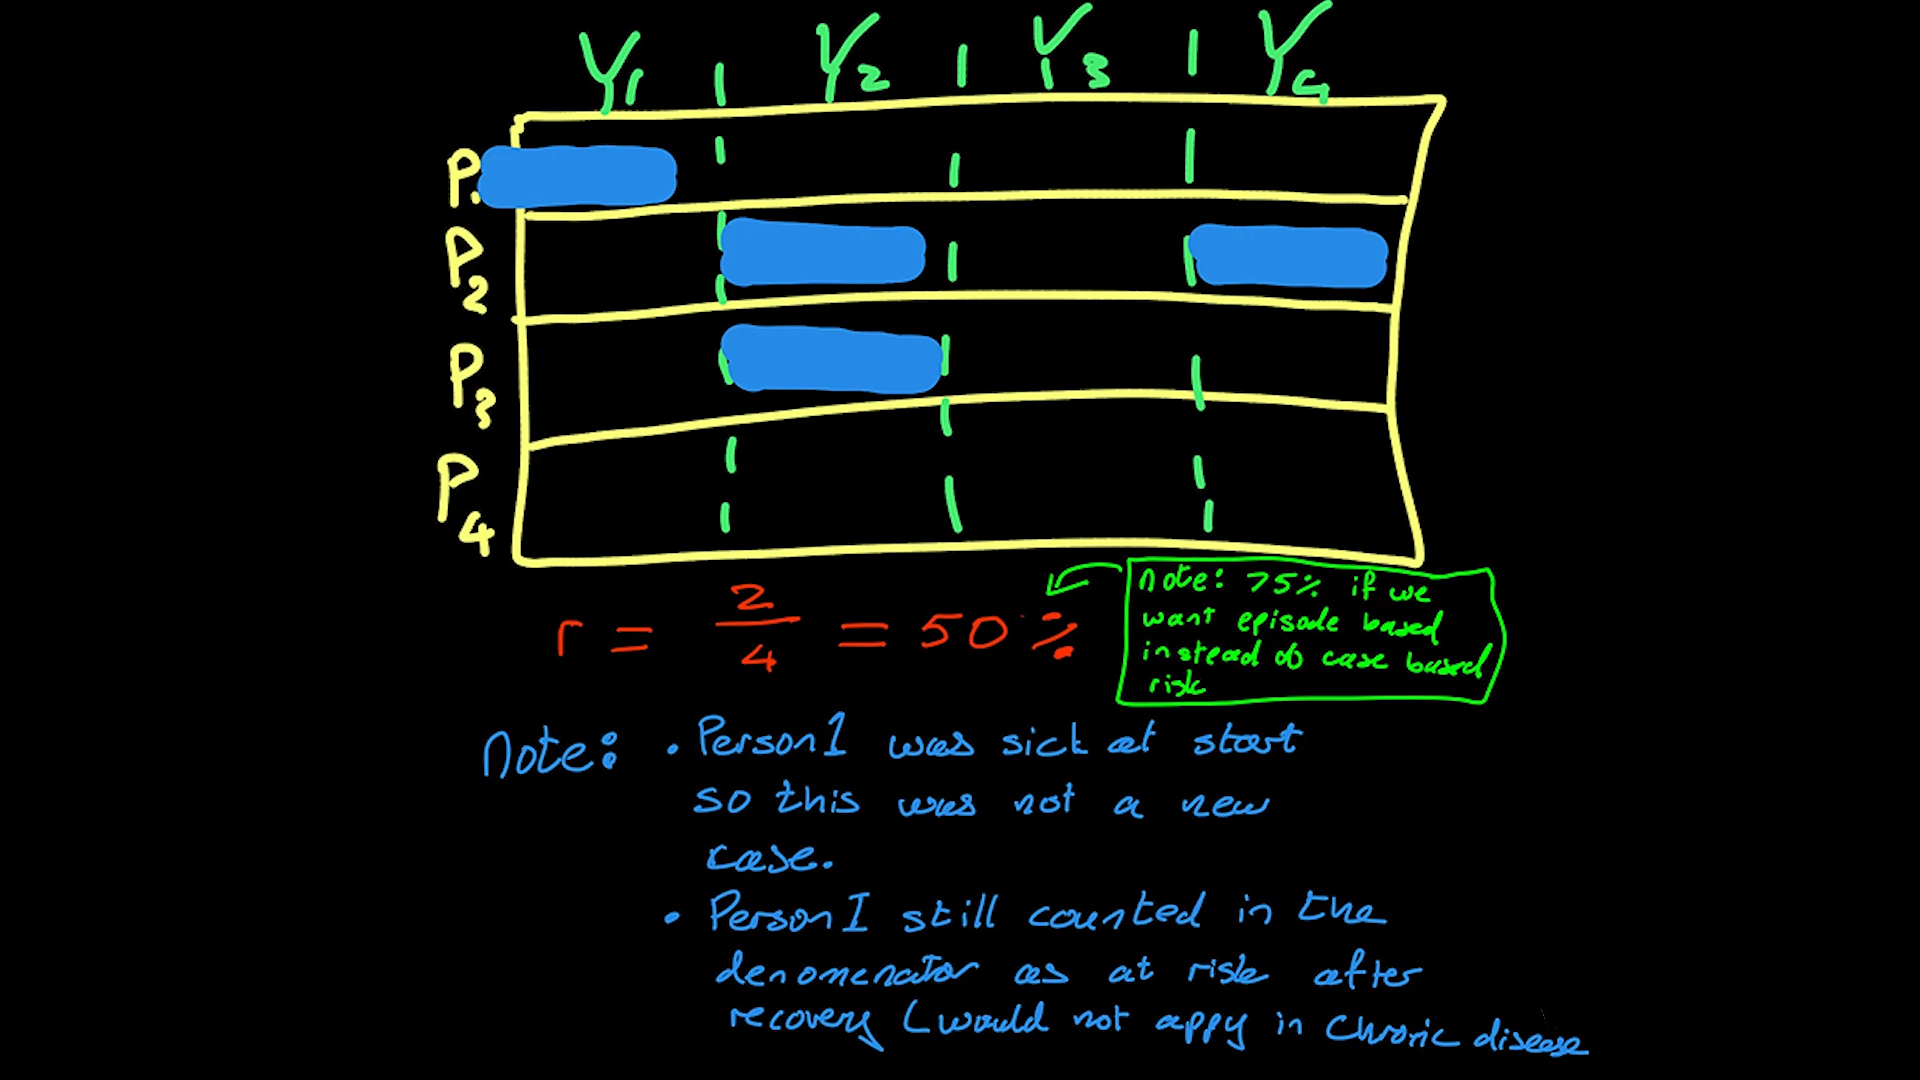 Y1 | Y2 | Y3 | Y4
P1
P2
P3
P4
r = 2/4 = 50%
note: 75% if we
want episode based
instead of case based
risk
Note: • Person 1 was sick at start
so this was not a new
case.
• Person I still counted in the
denomenator as at risk after
recovery (would not appy in chronic disease